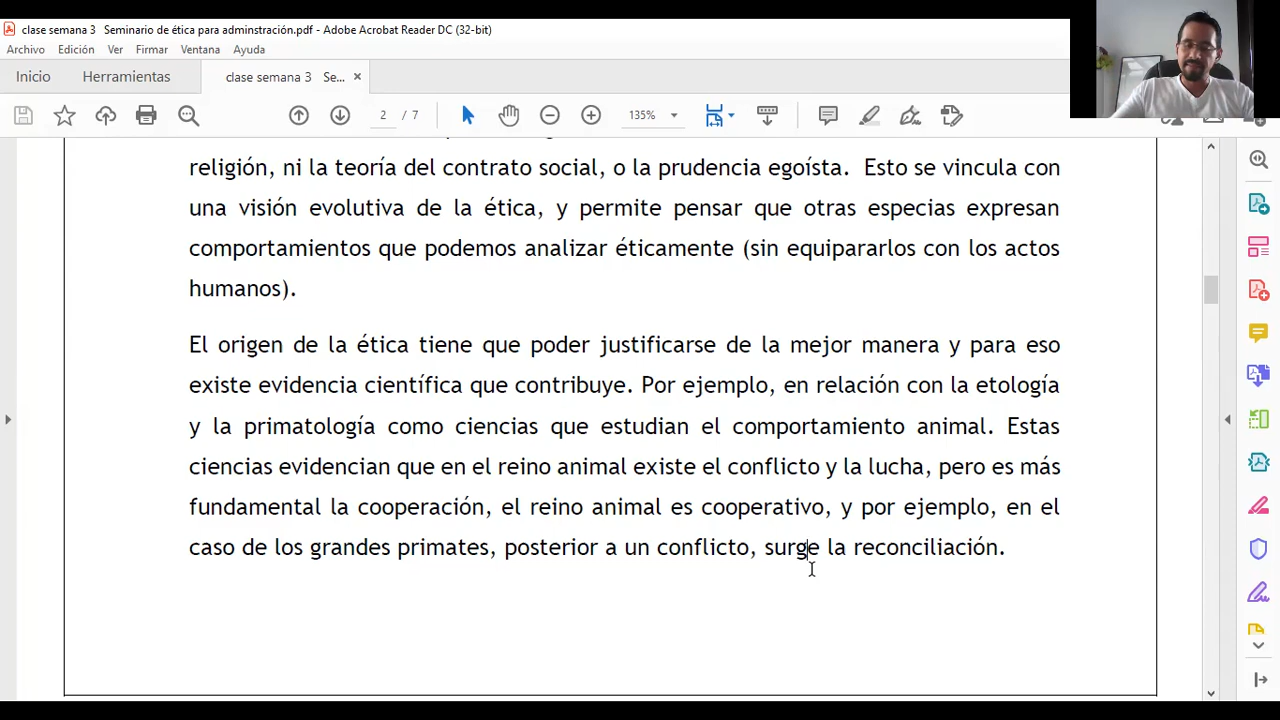 clase semana 3 Seminario de ética para adminstración.pdf - Adobe Acrobat Reader DC (32-bit)
Archivo Edición Ver Firmar Ventana Ayuda
Inicio Herramientas clase semana 3 Se... ×
2 / 7 135%
religión, ni la teoría del contrato social, o la prudencia egoísta. Esto se vincula con
una visión evolutiva de la ética, y permite pensar que otras especias expresan
comportamientos que podemos analizar éticamente (sin equipararlos con los actos
humanos).
El origen de la ética tiene que poder justificarse de la mejor manera y para eso
existe evidencia científica que contribuye. Por ejemplo, en relación con la etología
y la primatología como ciencias que estudian el comportamiento animal. Estas
ciencias evidencian que en el reino animal existe el conflicto y la lucha, pero es más
fundamental la cooperación, el reino animal es cooperativo, y por ejemplo, en el
caso de los grandes primates, posterior a un conflicto, surge la reconciliación.